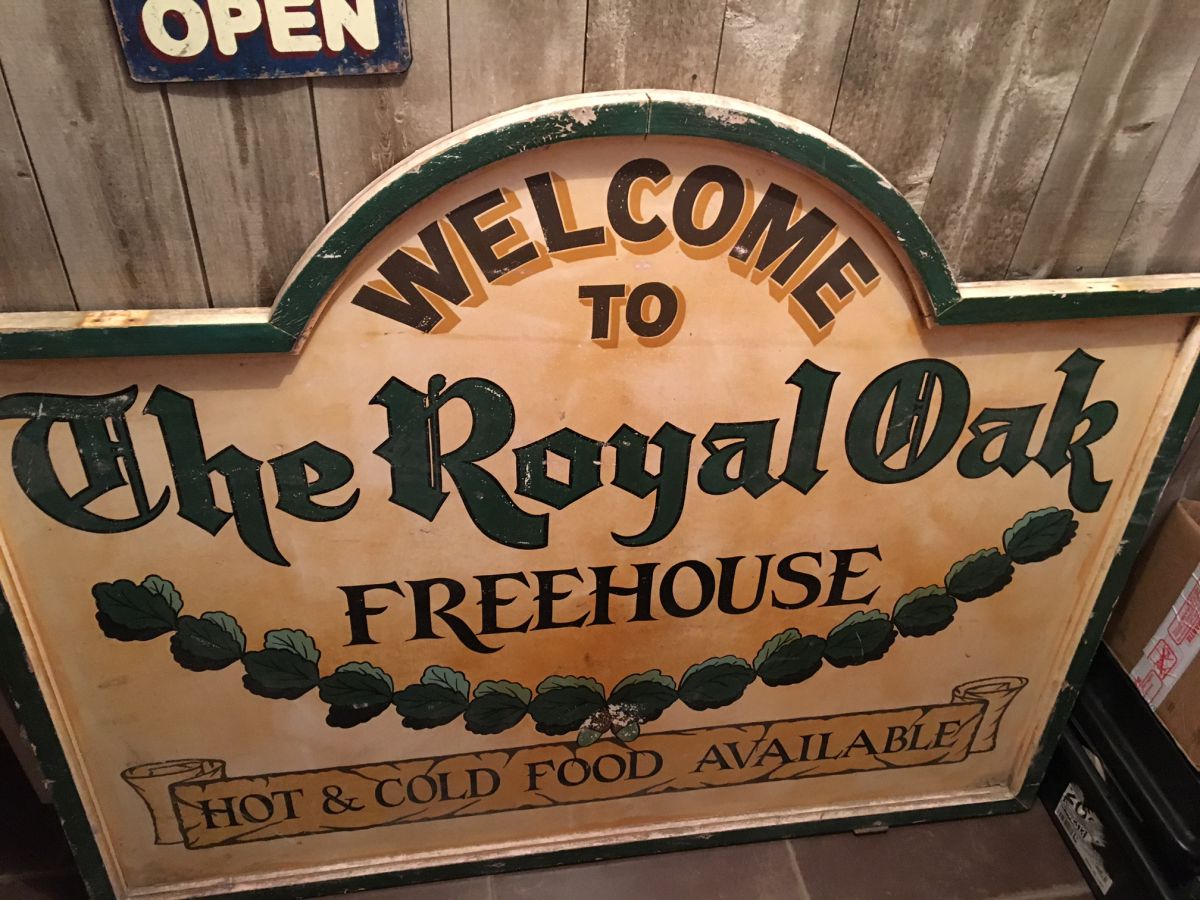 OPEN
WELCOME
TO
The Royal Oak
FREEHOUSE
HOT & COLD FOOD AVAILABLE